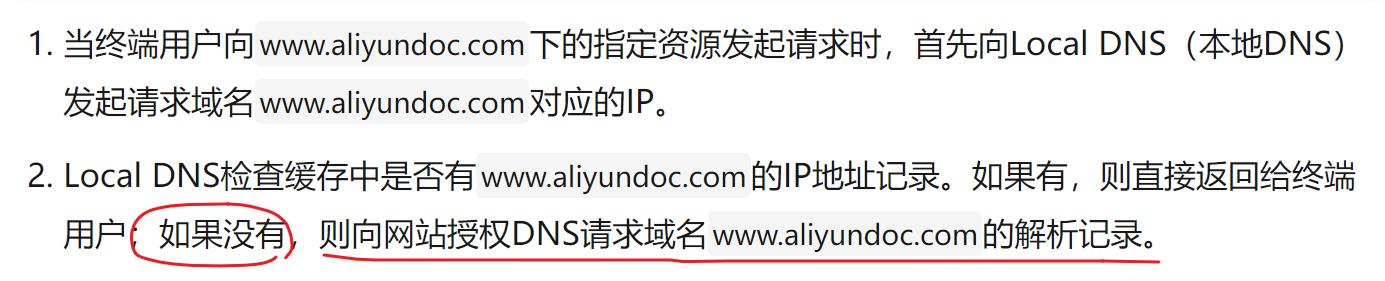 1. 当终端用户向www.aliyundoc.com下的指定资源发起请求时，首先向Local DNS（本地DNS）
发起请求域名www.aliyundoc.com对应的IP。
2. Local DNS检查缓存中是否有www.aliyundoc.com的IP地址记录。如果有，则直接返回给终端
用户；如果没有，则向网站授权DNS请求域名www.aliyundoc.com的解析记录。